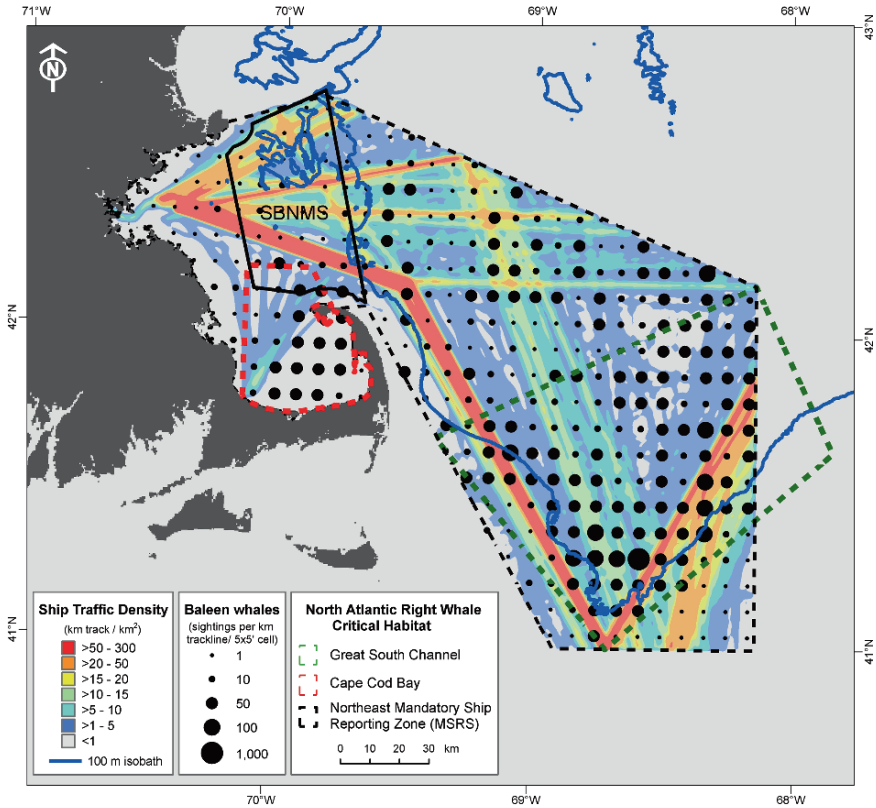 71°W 70°W 69°W 68°W
43°N
N
SBNMS
42°N 42°N
41°N 41°N
Ship Traffic Density
(km track / km²)
>50 - 300
>20 - 50
>15 - 20
>10 - 15
>5 - 10
>1 - 5
<1
100 m isobath
Baleen whales
(sightings per km
trackline/ 5x5' cell)
1
10
50
100
1,000
North Atlantic Right Whale
Critical Habitat
Great South Channel
Cape Cod Bay
Northeast Mandatory Ship
Reporting Zone (MSRS)
0 10 20 30 km
70°W 69°W 68°W